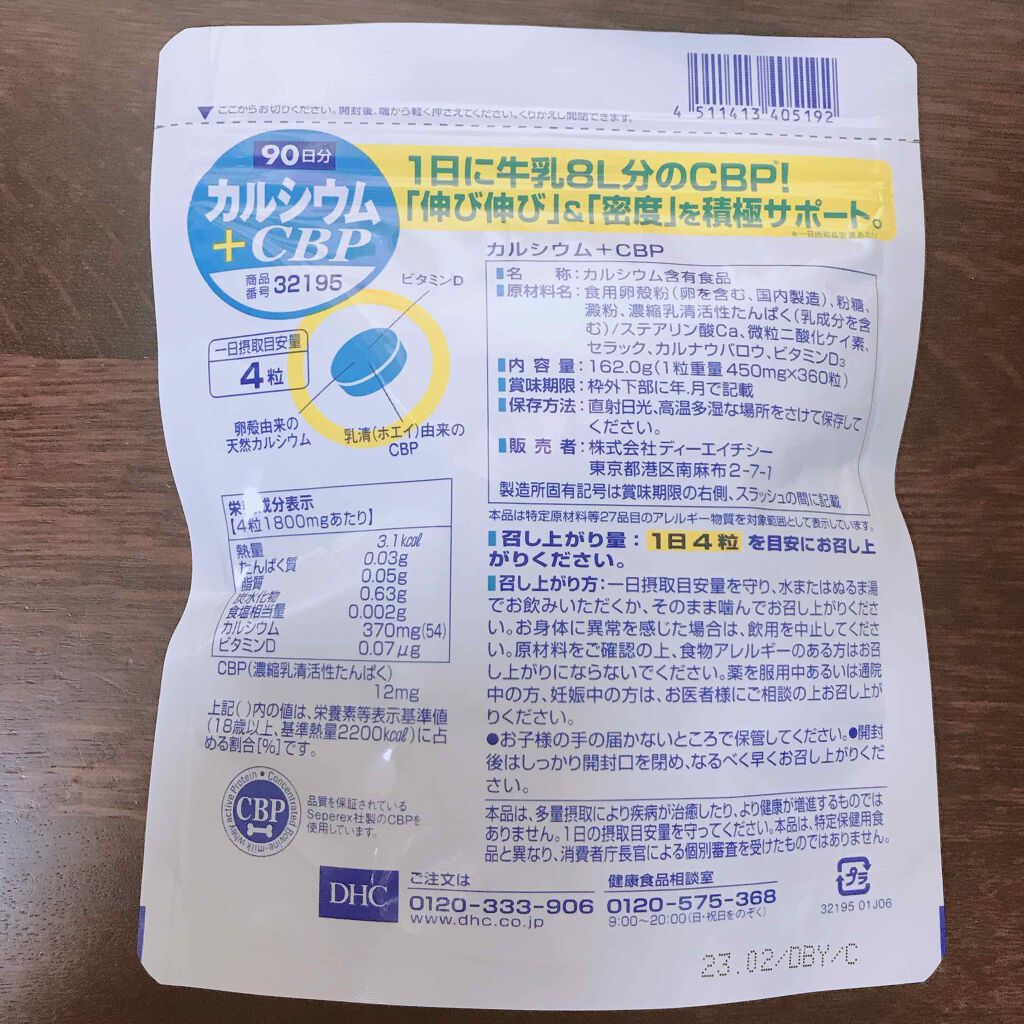 ▼ここからお切りください。開封後、端から軽く押さえてください。くりかえし開閉できます。
4 511413 405192
90日分
カルシウム
+CBP
商品番号 32195
1日に牛乳8L分のCBP!
「伸び伸び」&「密度」を積極サポート。
*一日摂取目安量あたり
ビタミンD
一日摂取目安量
4粒
卵殻由来の
天然カルシウム
乳清(ホエイ)由来の
CBP
カルシウム+CBP
■名　称:カルシウム含有食品
■原材料名:食用卵殻粉(卵を含む、国内製造)、粉糖、
澱粉、濃縮乳清活性たんぱく(乳成分を含
む)/ステアリン酸Ca、微粒二酸化ケイ素、
セラック、カルナウバロウ、ビタミンD₃
■内容量:162.0g(1粒重量450mg×360粒)
■賞味期限:枠外下部に年.月で記載
■保存方法:直射日光、高温多湿な場所をさけて保存して
ください。
■販売者:株式会社ディーエイチシー
東京都港区南麻布2-7-1
製造所固有記号は賞味期限の右側、スラッシュの間に記載
本品は特定原材料等27品目のアレルギー物質を対象範囲として表示しています。
■召し上がり量:1日4粒を目安にお召し上
がりください。
■召し上がり方:一日摂取目安量を守り、水またはぬるま湯
でお飲みいただくか、そのまま噛んでお召し上がりくださ
い。お身体に異常を感じた場合は、飲用を中止してくださ
い。原材料をご確認の上、食物アレルギーのある方はお召
し上がりにならないでください。薬を服用中あるいは通院
中の方、妊娠中の方は、お医者様にご相談の上お召し上が
りください。
●お子様の手の届かないところで保管してください。●開封
後はしっかり開封口を閉め、なるべく早くお召し上がりくだ
さい。
本品は、多量摂取により疾病が治癒したり、より健康が増進するものでは
ありません。1日の摂取目安量を守ってください。本品は、特定保健用食
品と異なり、消費者庁長官による個別審査を受けたものではありません。
栄養成分表示
【4粒1800mgあたり】
熱量 3.1kcal
たんぱく質 0.03g
脂質 0.05g
炭水化物 0.63g
食塩相当量 0.002g
カルシウム 370mg(54)
ビタミンD 0.07μg
CBP(濃縮乳清活性たんぱく)
12mg
上記( )内の値は、栄養素等表示基準値
(18歳以上、基準熱量2200kcal)に占
める割合[%]です。
Concentrated Bovine-milk whey active Protein
CBP
品質を保証されている
Seperex社製のCBPを
使用しています。
DHC
ご注文は
0120-333-906
www.dhc.co.jp
健康食品相談室
0120-575-368
9:00～20:00(日・祝日をのぞく)
プラ
32195 01J06
23.02/DBY/C